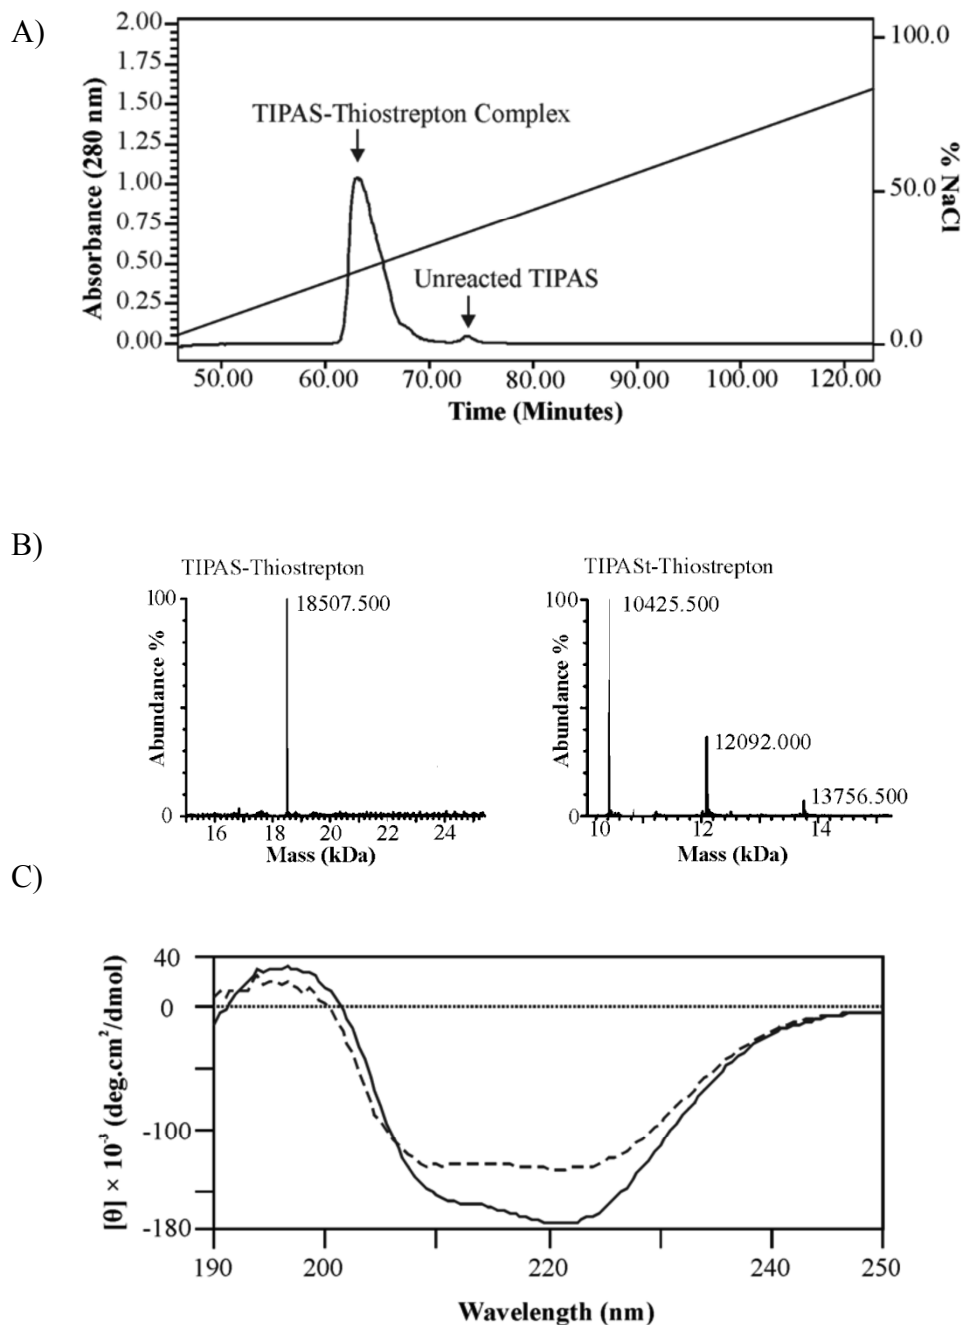 A)
2.00
1.75
1.50
1.25
1.00
0.75
0.50
0.25
0.00
Absorbance (280 nm)
TIPAS-Thiostrepton Complex
Unreacted TIPAS
100.0
50.0
0.0
% NaCl
50.00 60.00 70.00 80.00 90.00 100.00 120.00
Time (Minutes)
B)
TIPAS-Thiostrepton
100
18507.500
Abundance %
0
16 18 20 22 24
Mass (kDa)
TIPASt-Thiostrepton
100
10425.500
12092.000
13756.500
Abundance %
0
10 12 14
Mass (kDa)
C)
40
0
-100
-180
[θ] × 10⁻³ (deg.cm²/dmol)
190 200 220 240 250
Wavelength (nm)